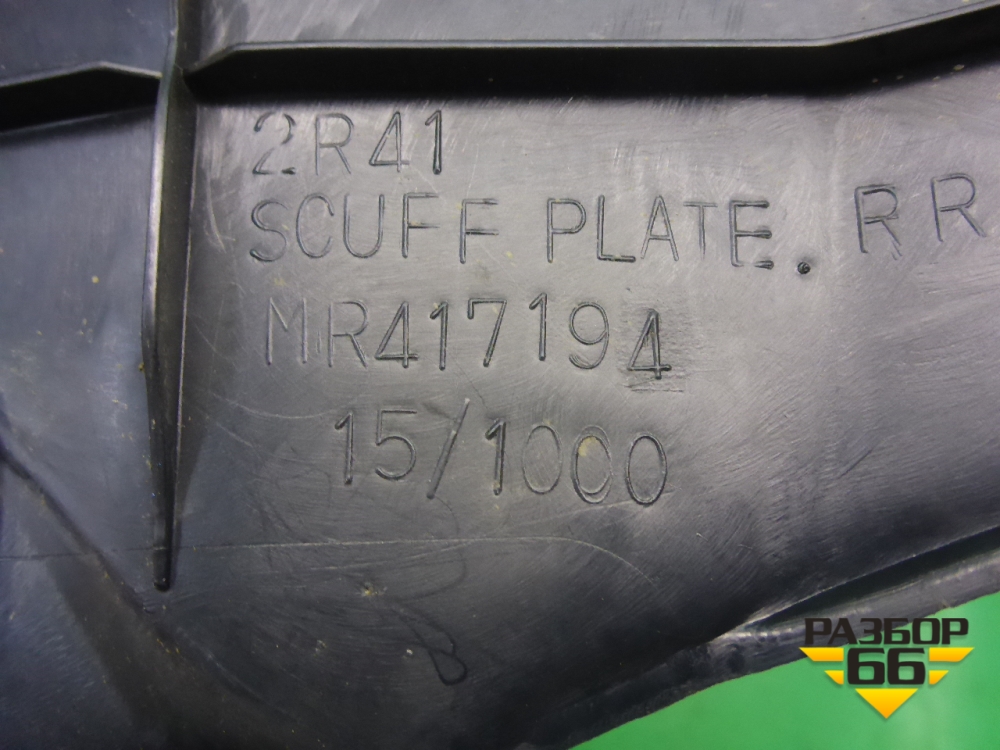 2R41
SCUFF PLATE. RR
MR417194
15/1000
РАЗБОР
66